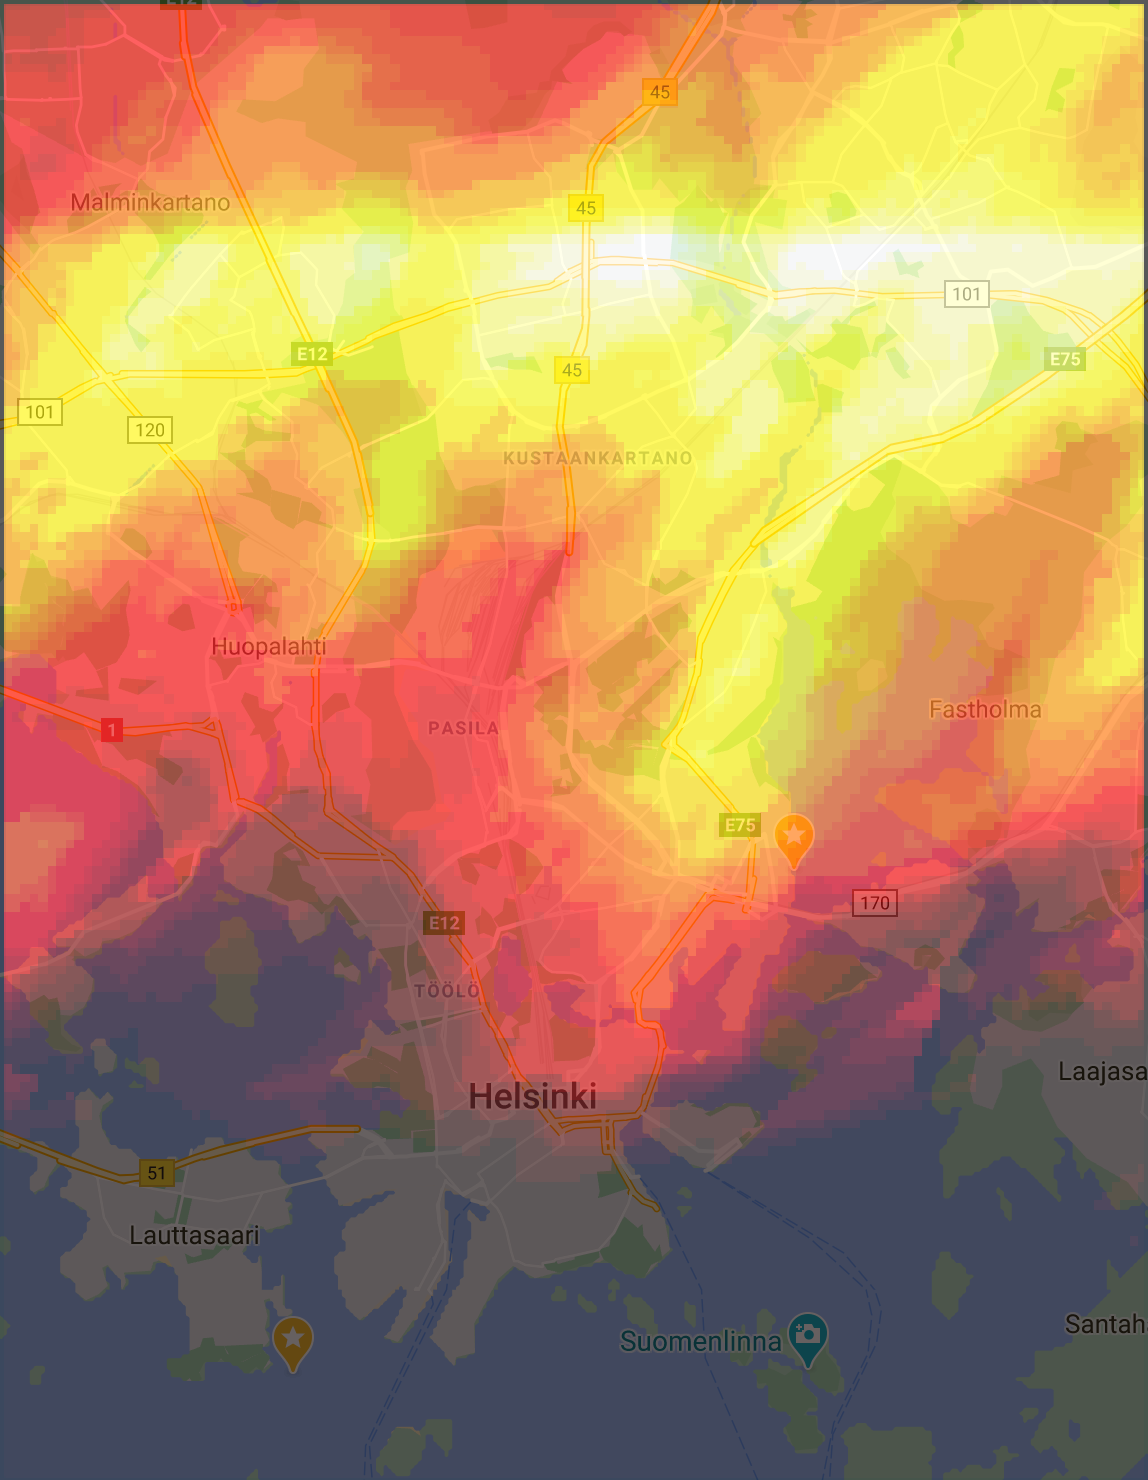 E12
45
Malminkartano
45
101
E12
E75
45
101
120
KUSTAANKARTANO
Huopalahti
Fastholma
1
PASILA
E75
170
E12
TÖÖLÖ
Laajasa
Helsinki
51
Lauttasaari
Santah
Suomenlinna